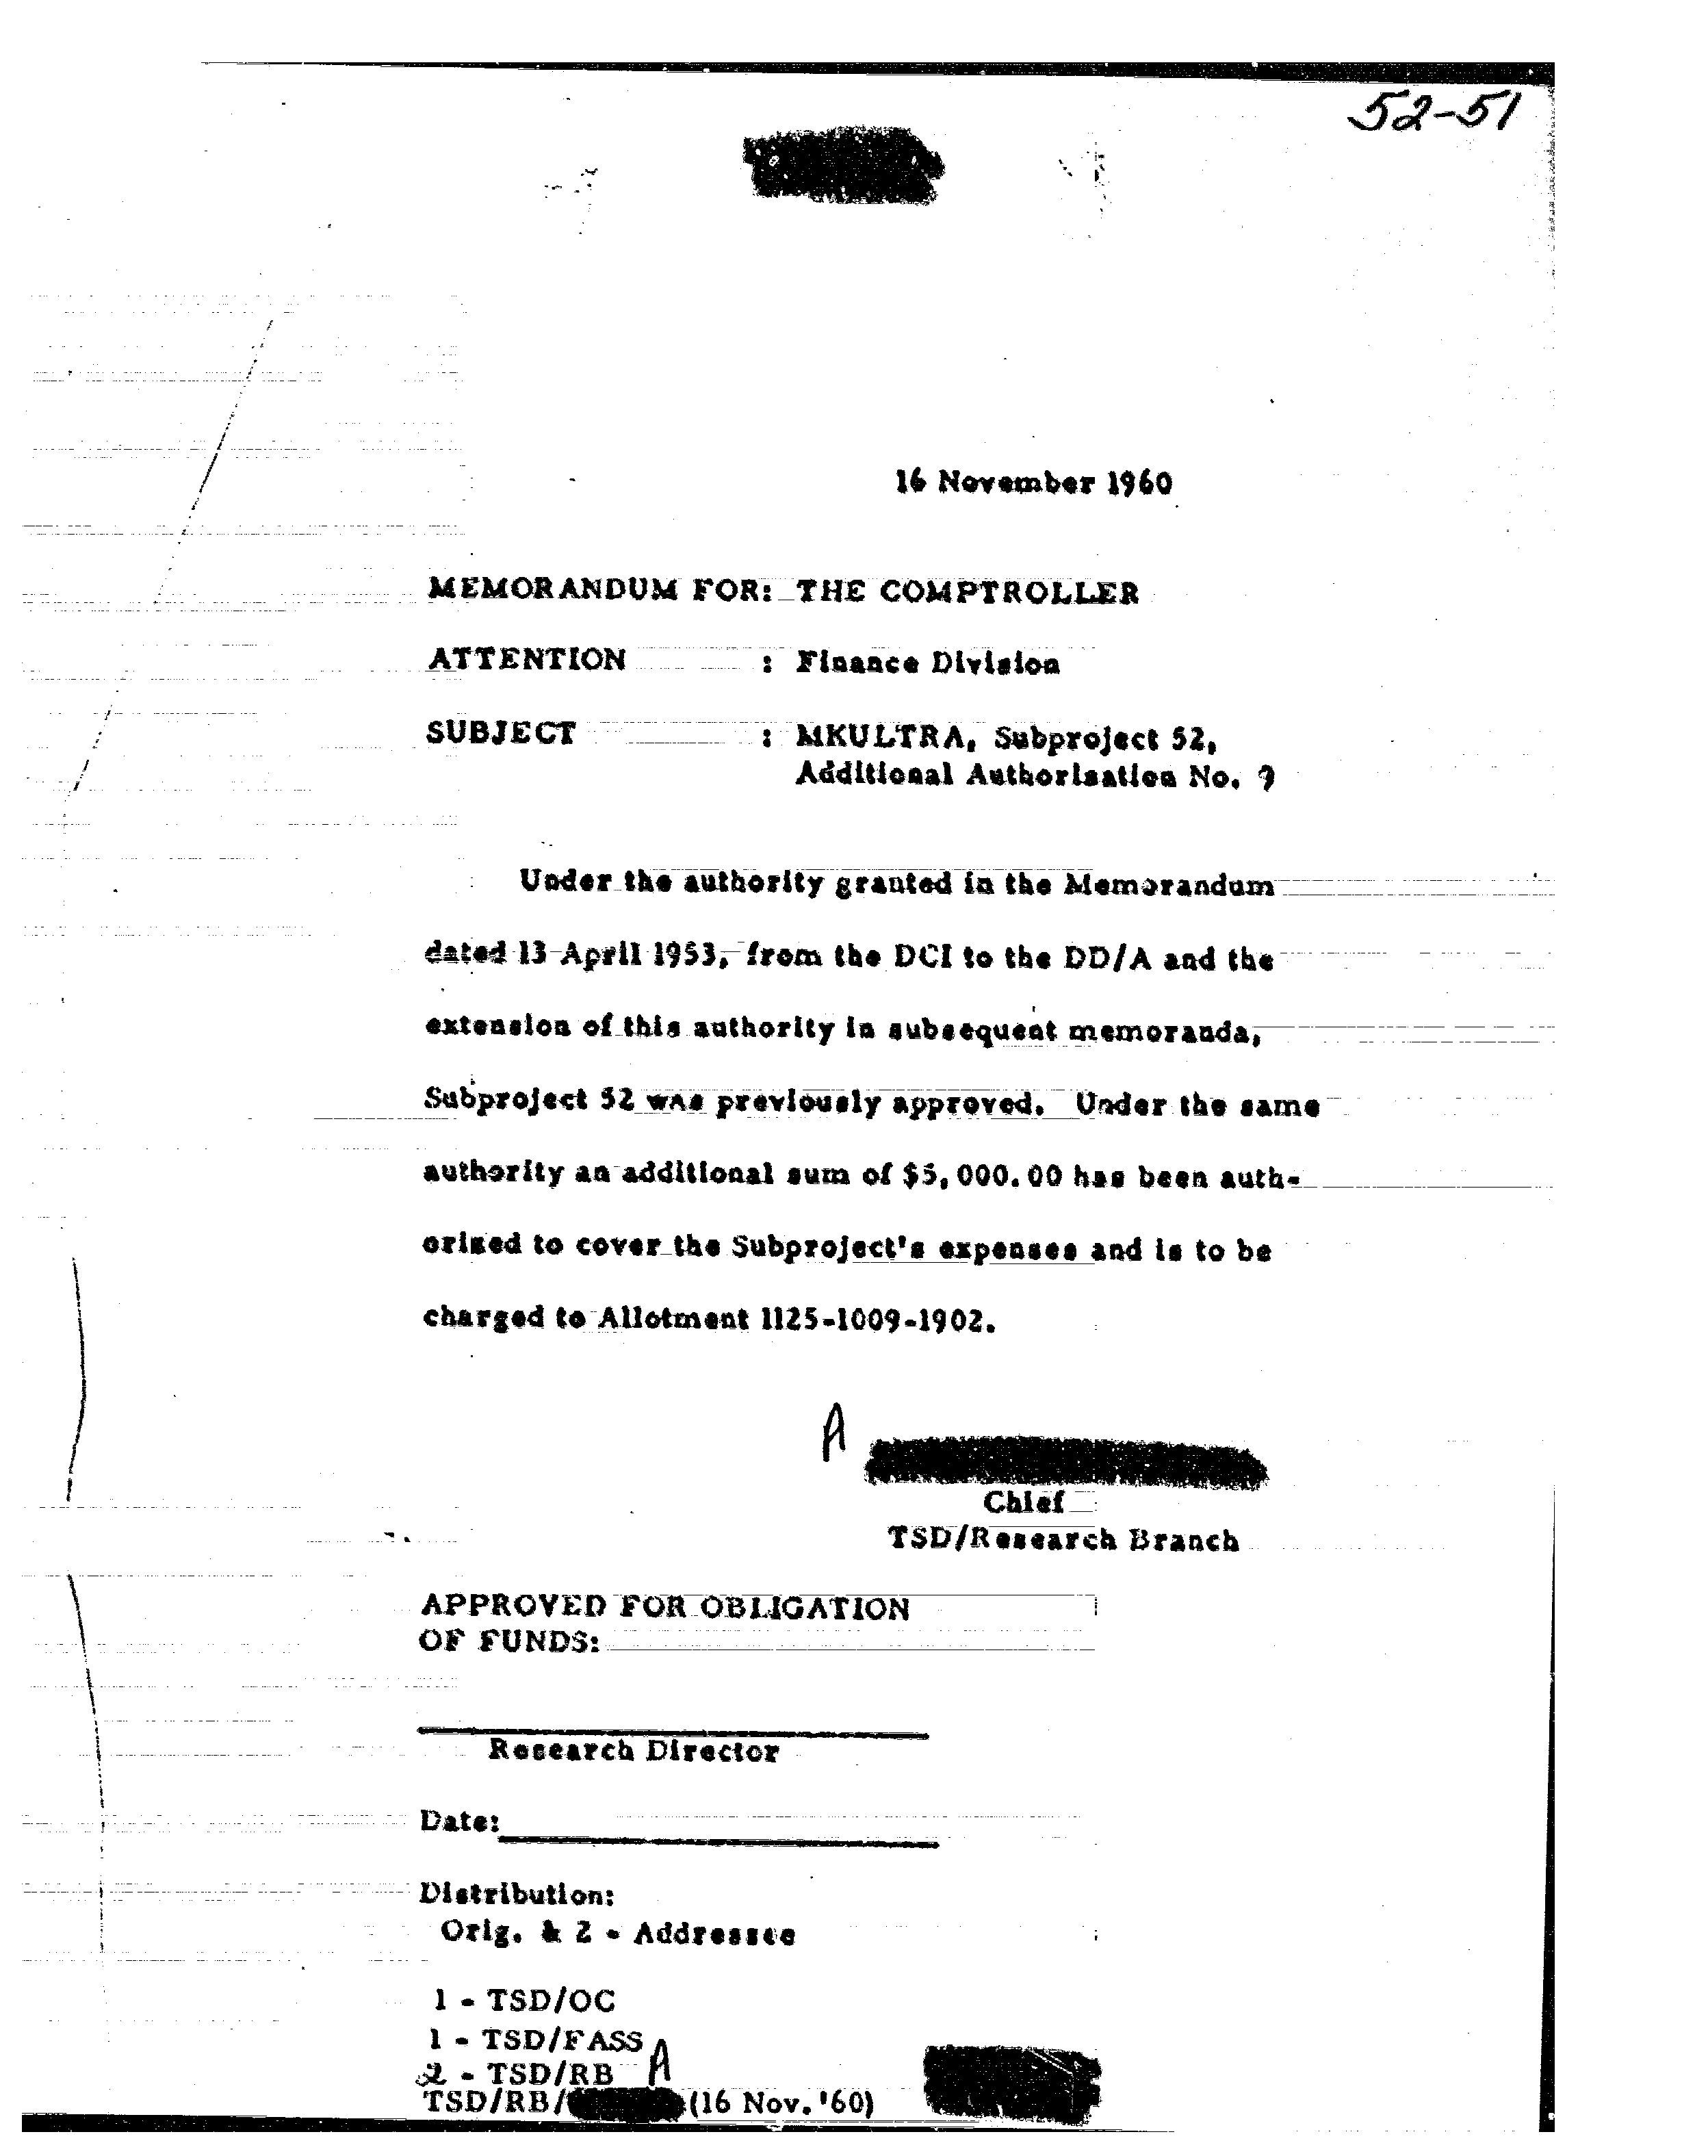 52-51
16 November 1960
MEMORANDUM FOR: THE COMPTROLLER
ATTENTION : Finance Division
SUBJECT : MKULTRA, Subproject 52,
Additional Authorization No.
Under the authority granted in the Memorandum
dated 13 April 1953, from the DCI to the DD/A and the
extension of this authority in subsequent memoranda,
Subproject 52 was previously approved. Under the same
authority an additional sum of $5,000.00 has been auth-
orized to cover the Subproject's expenses and is to be
charged to Allotment 1125-1009-1902.
A
Chief
TSD/Research Branch
APPROVED FOR OBLIGATION
OF FUNDS:
Research Director
Date:
Distribution:
Orig. & 2 - Addressee
1 - TSD/OC
1 - TSD/FASS
2 - TSD/RB A
TSD/RB/ (16 Nov. '60)